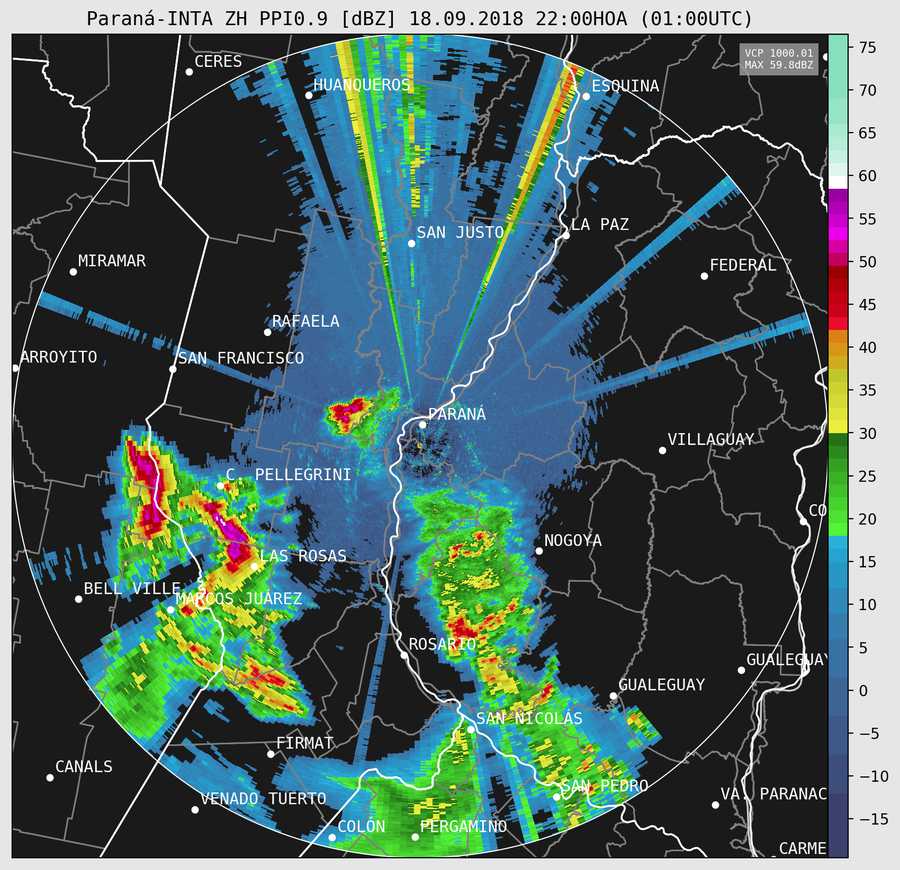 Paraná-INTA ZH PPI0.9 [dBZ] 18.09.2018 22:00HOA (01:00UTC)
VCP 1000.01
MAX 59.8dBZ
75
70
65
60
55
50
45
40
35
30
25
20
15
10
5
0
−5
−10
−15
CERES
HUANQUEROS
ESQUINA
SAN JUSTO
LA PAZ
MIRAMAR
FEDERAL
RAFAELA
ARROYITO
SAN FRANCISCO
PARANÁ
VILLAGUAY
C. PELLEGRINI
CO
NOGOYA
LAS ROSAS
BELL VILLE
MARCOS JUÁREZ
ROSARIO
GUALEGUAY
GUALEGUAY
SAN NICOLÁS
FIRMAT
CANALS
SAN PEDRO
VENADO TUERTO
VA. PARANAC
COLÓN
PERGAMINO
CARME